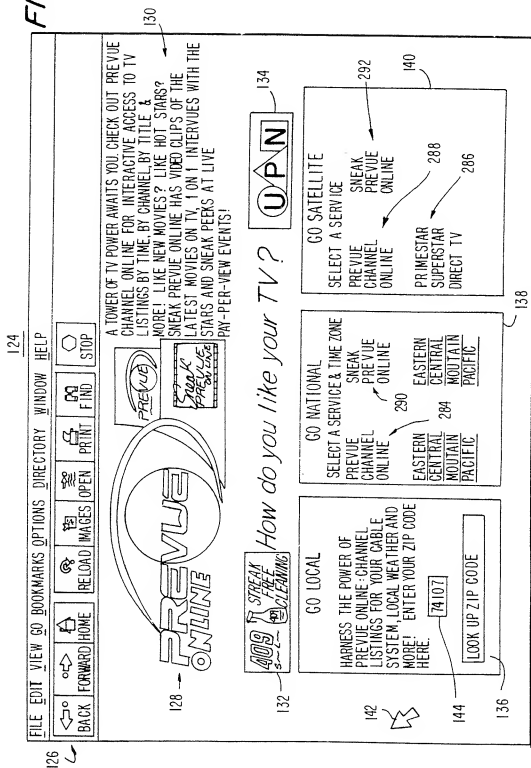 FI
124
FILE EDIT VIEW GO BOOKMARKS OPTIONS DIRECTORY WINDOW HELP
126
BACK FORWARD HOME RELOAD IMAGES OPEN PRINT FIND STOP
128
PREVUE
ONLINE
PREVUE
Sneak
PREVUE
ONLINE
A TOWER OF TV POWER AWAITS YOU. CHECK OUT PREVUE
CHANNEL ONLINE FOR INTERACTIVE ACCESS TO TV
LISTINGS BY TIME, BY CHANNEL, BY TITLE &
MORE! LIKE NEW MOVIES? LIKE HOT STARS?
SNEAK PREVUE ONLINE HAS VIDEO CLIPS OF THE
LATEST MOVIES ON TV, 1 ON 1 INTERVUES WITH THE
STARS AND SNEAK PEEKS AT LIVE
PAY-PER-VIEW EVENTS!
130
132
409
STREAK
FREE
CLEANING
How do you like your TV?
UPN
134
142
GO LOCAL
HARNESS THE POWER OF
PREVUE ONLINE: CHANNEL
LISTINGS FOR YOUR CABLE
SYSTEM, LOCAL WEATHER AND
MORE! ENTER YOUR ZIP CODE
HERE.
74107
144
LOOK UP ZIP CODE
136
GO NATIONAL
SELECT A SERVICE & TIME ZONE
PREVUE SNEAK
CHANNEL PREVUE
ONLINE ONLINE
284 290
EASTERN EASTERN
CENTRAL CENTRAL
MOUTAIN MOUTAIN
PACIFIC PACIFIC
138
GO SATELLITE
SELECT A SERVICE
PREVUE SNEAK
CHANNEL PREVUE
ONLINE ONLINE
292
288
PRIMESTAR
SUPERSTAR
DIRECT TV
286
140